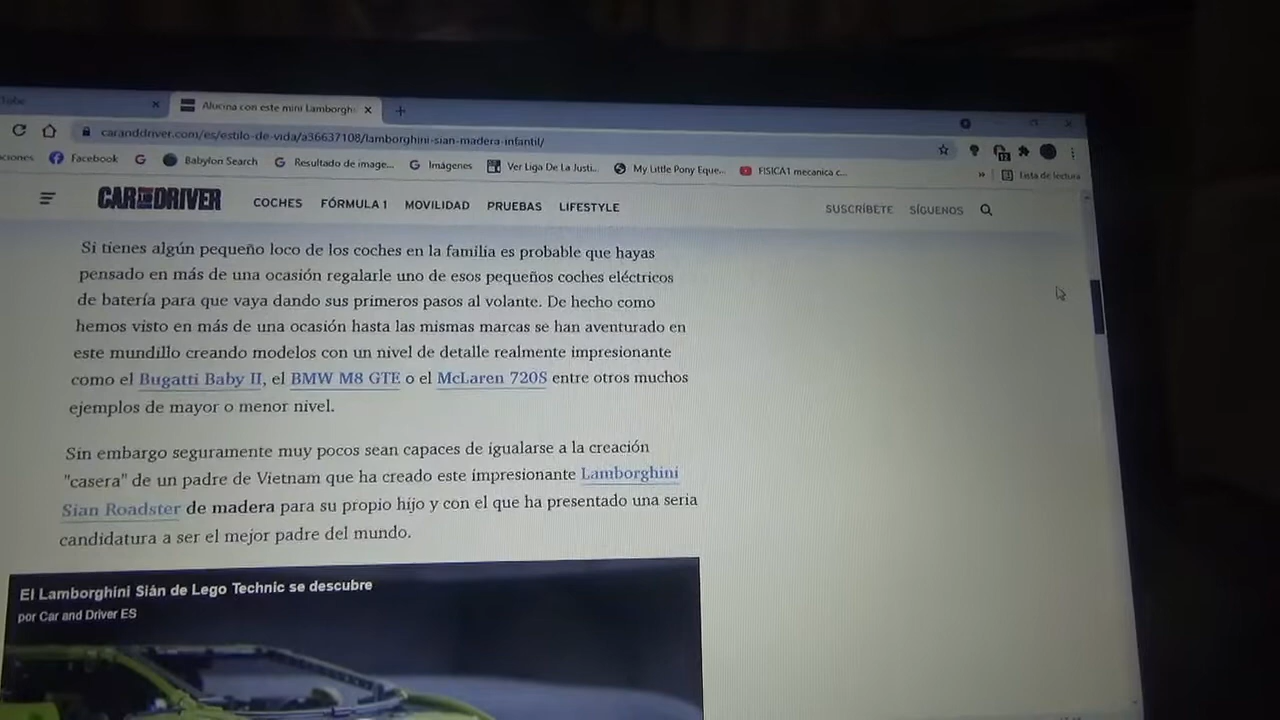 Alucina con este mini Lamborghi
caranddriver.com/es/estilo-de-vida/a36637108/lamborghini-sian-madera-infantil/
Facebook
Babylon Search
Resultado de image...
Imágenes
Ver Liga De La Justi...
My Little Pony Eque...
FISICA1 mecanica c...
»
Lista de lectura
12
CAR AND DRIVER
COCHES
FÓRMULA 1
MOVILIDAD
PRUEBAS
LIFESTYLE
SUSCRÍBETE
SÍGUENOS
Si tienes algún pequeño loco de los coches en la familia es probable que hayas
pensado en más de una ocasión regalarle uno de esos pequeños coches eléctricos
de batería para que vaya dando sus primeros pasos al volante. De hecho como
hemos visto en más de una ocasión hasta las mismas marcas se han aventurado en
este mundillo creando modelos con un nivel de detalle realmente impresionante
como el Bugatti Baby II, el BMW M8 GTE o el McLaren 720S entre otros muchos
ejemplos de mayor o menor nivel.
Sin embargo seguramente muy pocos sean capaces de igualarse a la creación
"casera" de un padre de Vietnam que ha creado este impresionante Lamborghini
Sian Roadster de madera para su propio hijo y con el que ha presentado una seria
candidatura a ser el mejor padre del mundo.
El Lamborghini Sián de Lego Technic se descubre
por Car and Driver ES